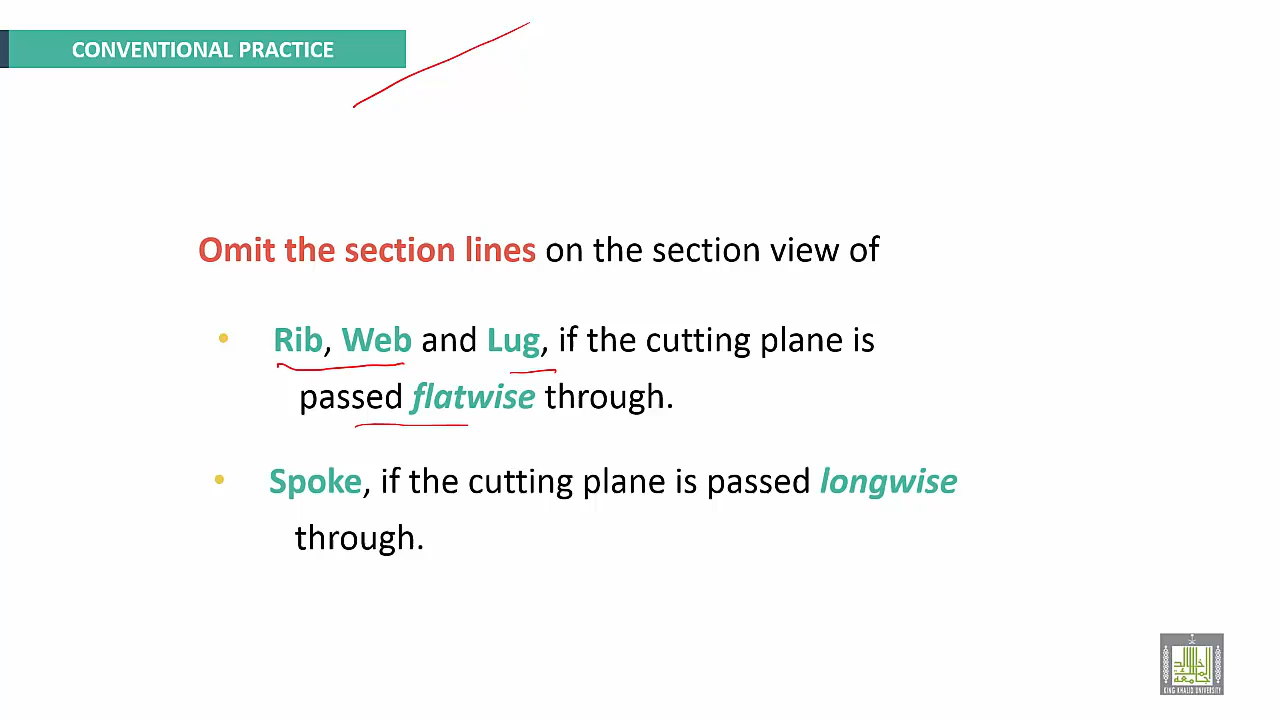 CONVENTIONAL PRACTICE
Omit the section lines on the section view of
• Rib, Web and Lug, if the cutting plane is
passed flatwise through.
• Spoke, if the cutting plane is passed longwise
through.
KING KHALID UNIVERSITY